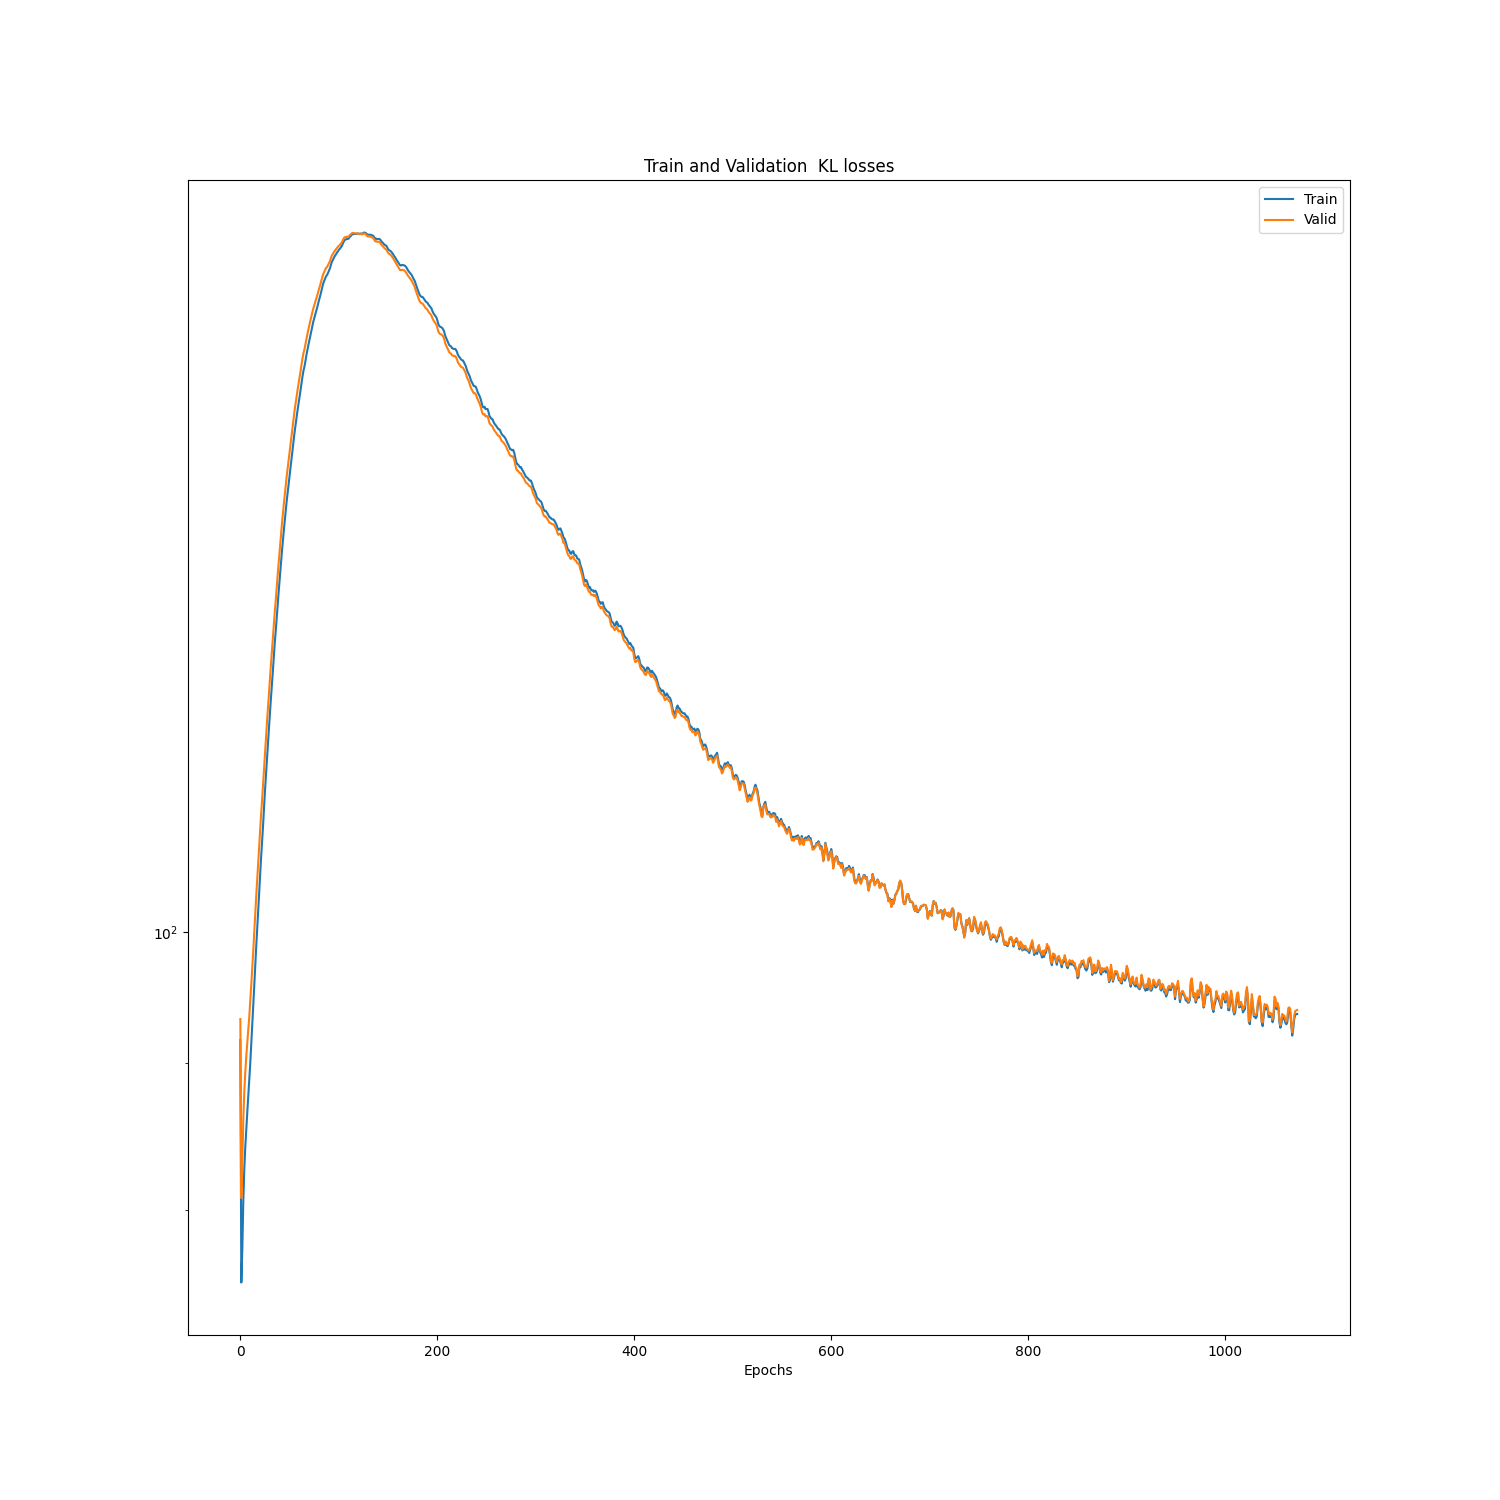 Train and Validation  KL losses
Train
Valid
10²
0 200 400 600 800 1000
Epochs